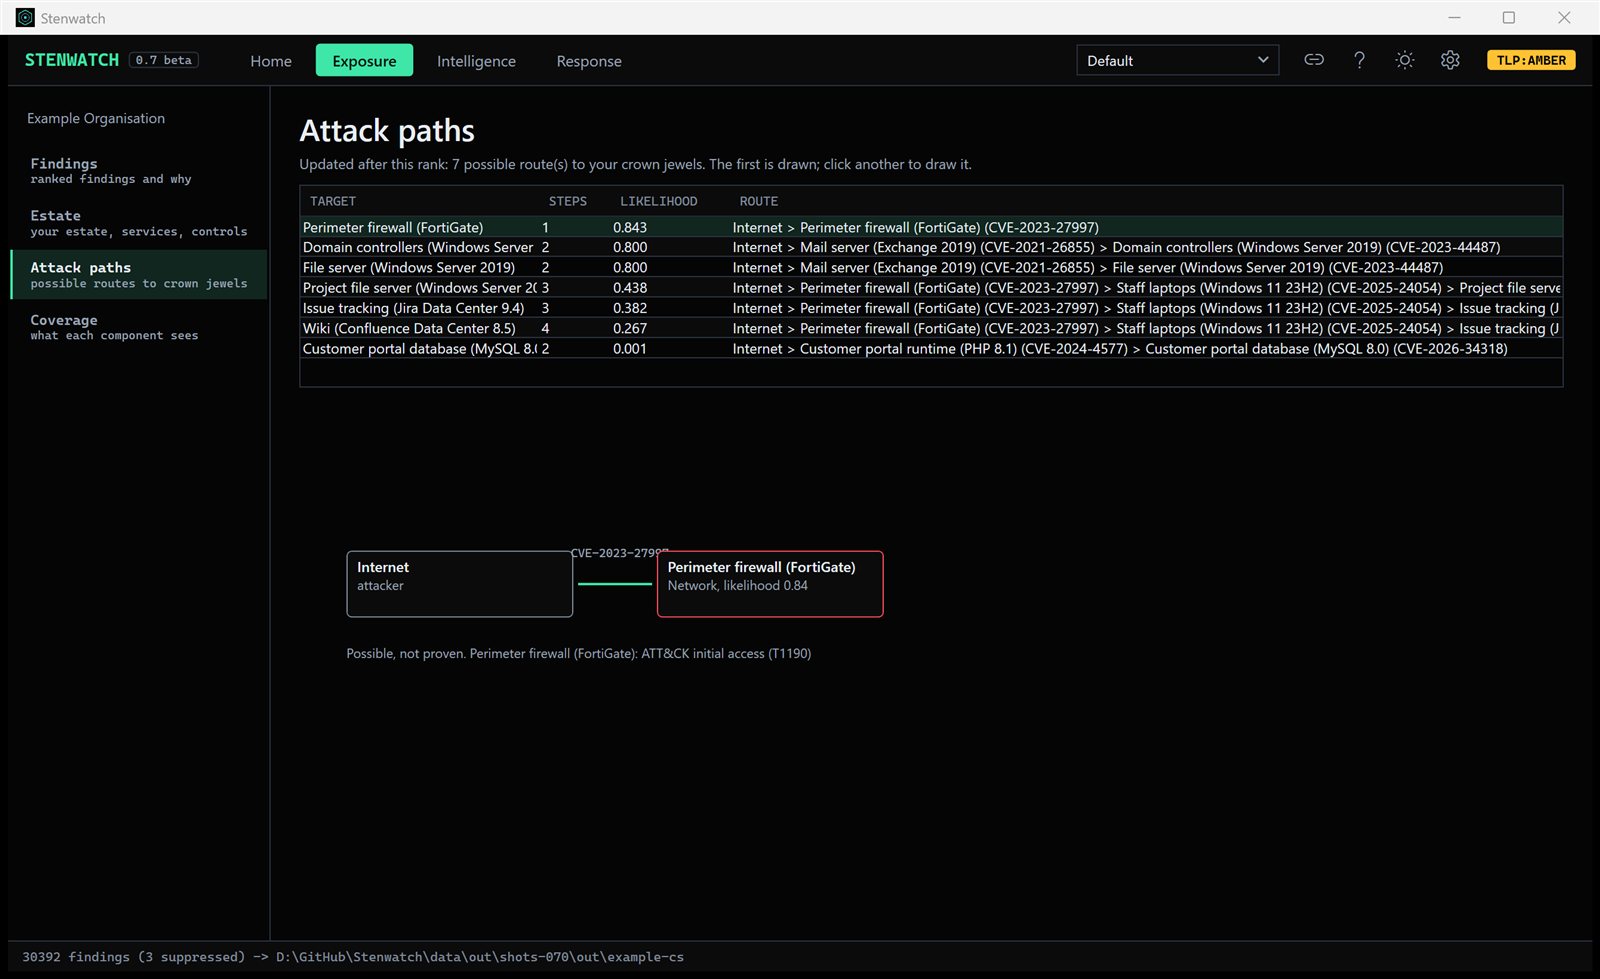 Stenwatch
STENWATCH 0.7 beta Home Exposure Intelligence Response Default ? TLP:AMBER
Example Organisation
Findings
ranked findings and why
Estate
your estate, services, controls
Attack paths
possible routes to crown jewels
Coverage
what each component sees
Attack paths
Updated after this rank: 7 possible route(s) to your crown jewels. The first is drawn; click another to draw it.
TARGET STEPS LIKELIHOOD ROUTE
Perimeter firewall (FortiGate) 1 0.843 Internet > Perimeter firewall (FortiGate) (CVE-2023-27997)
Domain controllers (Windows Server 2 0.800 Internet > Mail server (Exchange 2019) (CVE-2021-26855) > Domain controllers (Windows Server 2019) (CVE-2023-44487)
File server (Windows Server 2019) 2 0.800 Internet > Mail server (Exchange 2019) (CVE-2021-26855) > File server (Windows Server 2019) (CVE-2023-44487)
Project file server (Windows Server 3 0.438 Internet > Perimeter firewall (FortiGate) (CVE-2023-27997) > Staff laptops (Windows 11 23H2) (CVE-2025-24054) > Project file
Issue tracking (Jira Data Center 9.4) 3 0.382 Internet > Perimeter firewall (FortiGate) (CVE-2023-27997) > Staff laptops (Windows 11 23H2) (CVE-2025-24054) > Issue tracking
Wiki (Confluence Data Center 8.5) 4 0.267 Internet > Perimeter firewall (FortiGate) (CVE-2023-27997) > Staff laptops (Windows 11 23H2) (CVE-2025-24054) > Issue tracking
Customer portal database (MySQL 2 0.001 Internet > Customer portal runtime (PHP 8.1) (CVE-2024-4577) > Customer portal database (MySQL 8.0) (CVE-2026-34318)
CVE-2023-27997
Internet
attacker
Perimeter firewall (FortiGate)
Network, likelihood 0.84
Possible, not proven. Perimeter firewall (FortiGate): ATT&CK initial access (T1190)
30392 findings (3 suppressed) -> D:\GitHub\Stenwatch\data\out\shots-070\out\example-cs